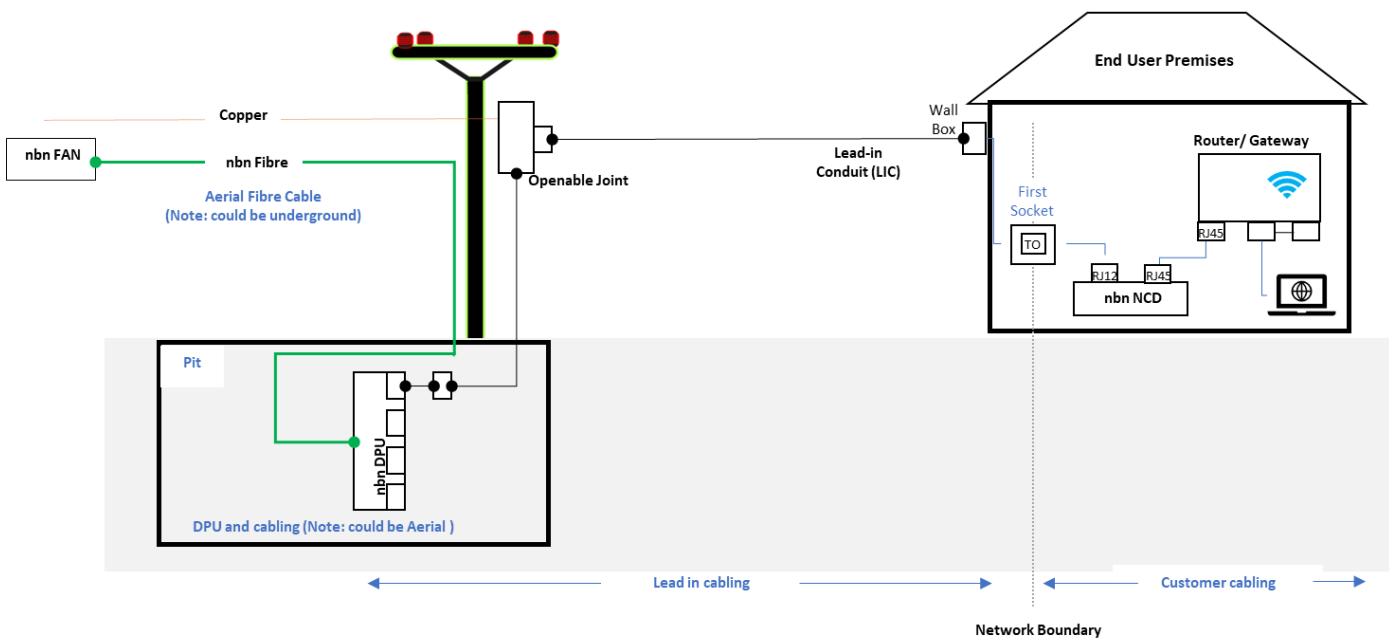 End User Premises
Copper
Wall
Box
nbn FAN
nbn Fibre
Router/ Gateway
Lead-in
Conduit (LIC)
Openable Joint
Aerial Fibre Cable
(Note: could be underground)
First
Socket
RJ45
TO
RJ12
RJ45
nbn NCD
Pit
nbn DPU
DPU and cabling (Note: could be Aerial )
Lead in cabling
Customer cabling
Network Boundary